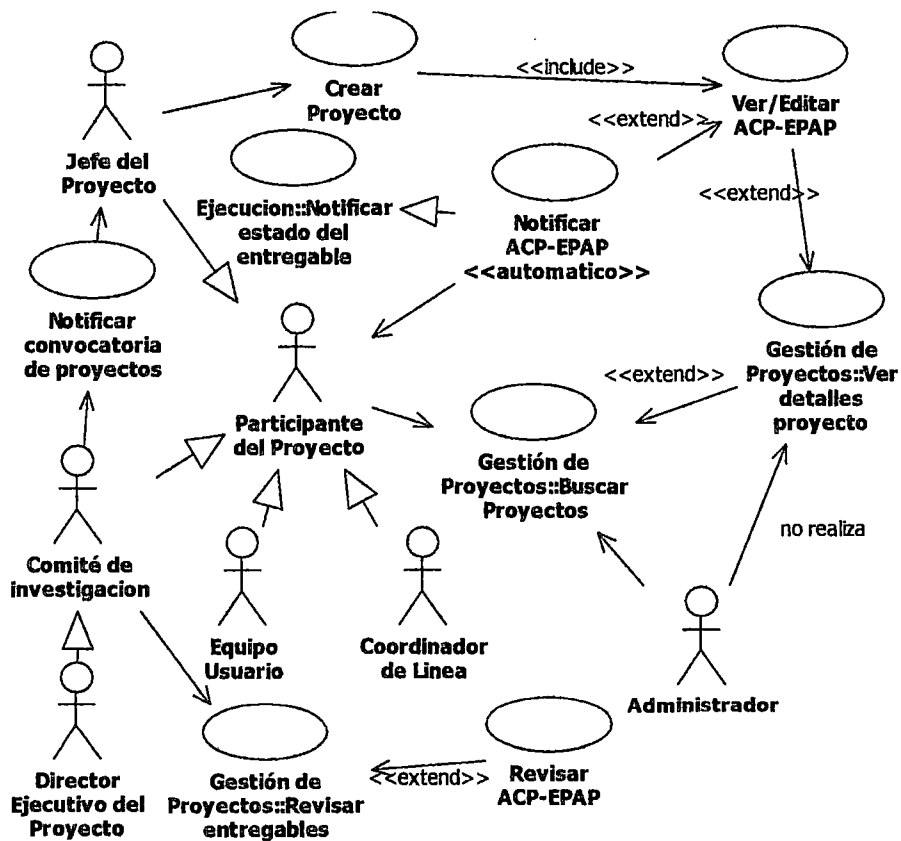 <<include>>
Crear
Proyecto
Ver/Editar
ACP-EPAP
<<extend>>
Jefe del
Proyecto
<<extend>>
Ejecucion::Notificar
estado del
entregable
Notificar
ACP-EPAP
<<automatico>>
Notificar
convocatoria
de proyectos
Gestión de
Proyectos::Ver
detalles
proyecto
<<extend>>
Participante
del Proyecto
Gestión de
Proyectos::Buscar
Proyectos
no realiza
Comité de
investigacion
Equipo
Usuario
Coordinador
de Linea
Administrador
Director
Ejecutivo del
Proyecto
Gestión de
Proyectos::Revisar
entregables
<<extend>>
Revisar
ACP-EPAP